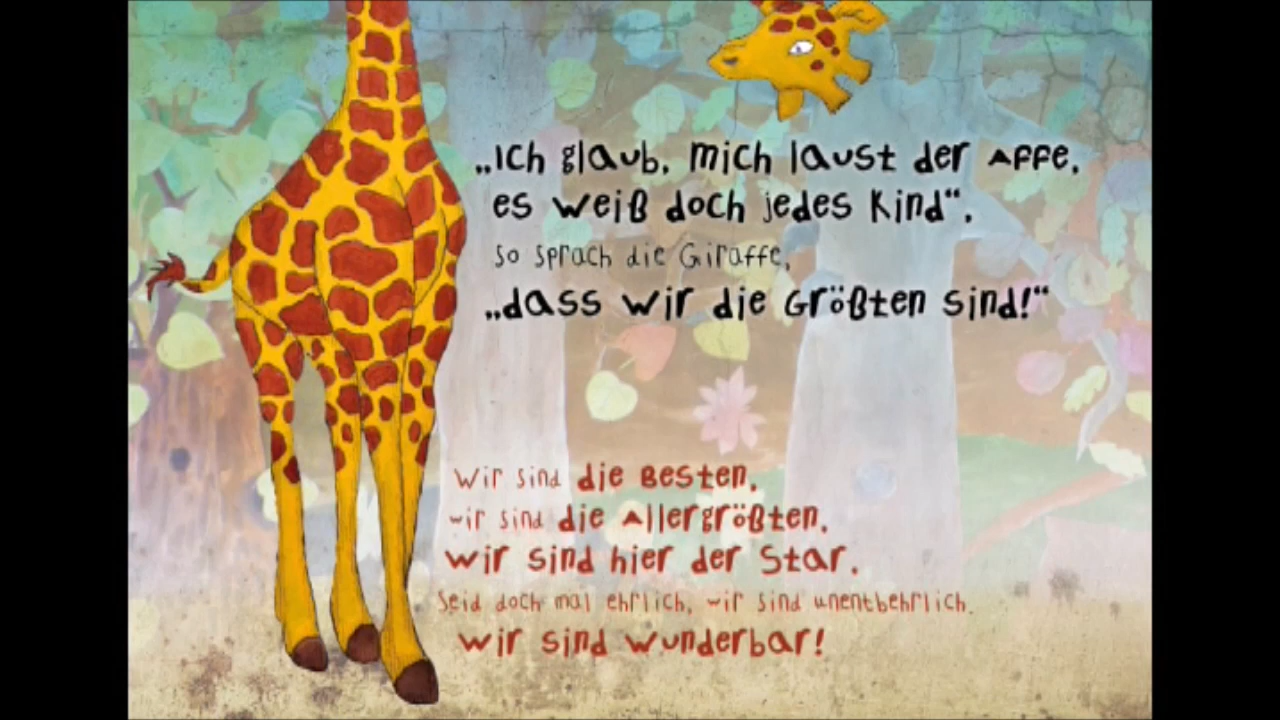 „Ich glaub, mich laust der Affe,
es weiß doch jedes Kind“,
so sprach die Giraffe,
„dass wir die Größten sind!“
Wir sind die Besten,
wir sind die Allergrößten,
wir sind hier der Star.
Seid doch mal ehrlich, wir sind unentbehrlich.
wir sind wunderbar!